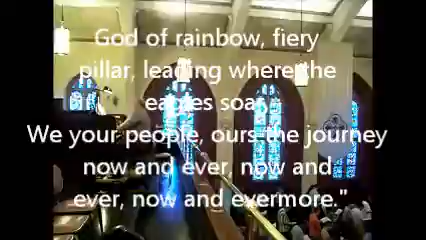 God of rainbow, fiery
pillar, leading where the
eagles soar,
We your people, ours the journey
now and ever, now and
ever, now and evermore."